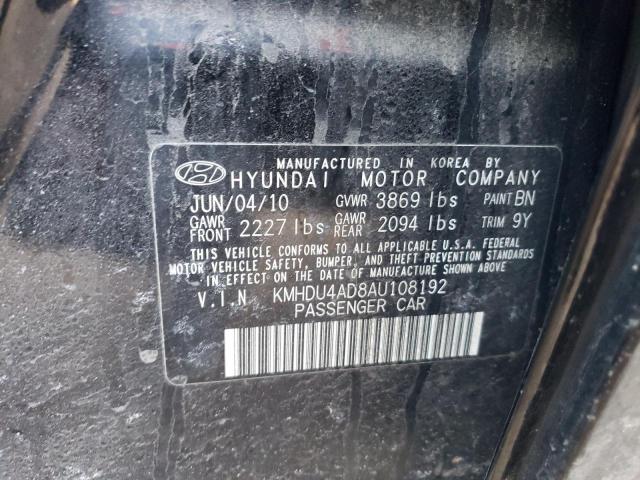 MANUFACTURED IN KOREA BY
HYUNDAI MOTOR COMPANY
JUN/04/10 GVWR 3869 lbs PAINT BN
GAWR FRONT 2227 lbs GAWR REAR 2094 lbs TRIM 9Y
THIS VEHICLE CONFORMS TO ALL APPLICABLE U.S.A. FEDERAL
MOTOR VEHICLE SAFETY, BUMPER, AND THEFT PREVENTION STANDARDS
IN EFFECT ON THE DATE OF MANUFACTURE SHOWN ABOVE.
V.I.N KMHDU4AD8AU108192
PASSENGER CAR